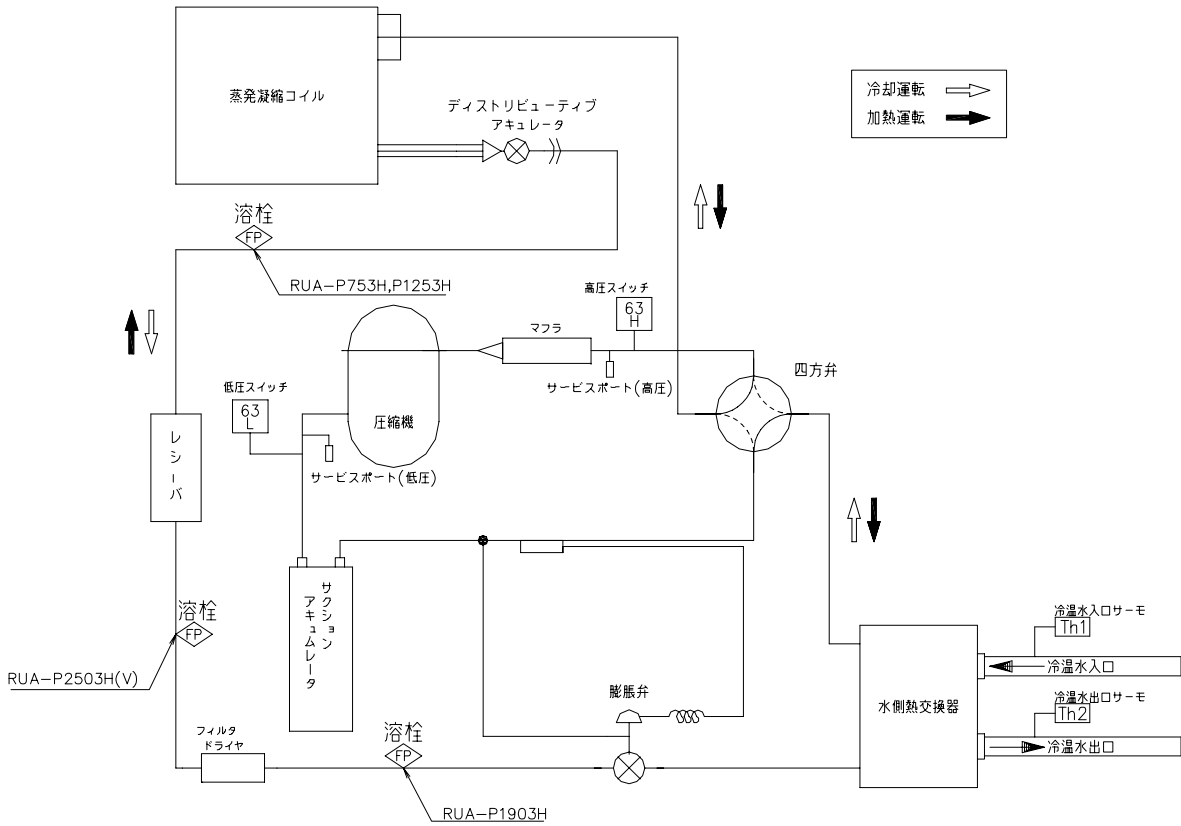 蒸発凝縮コイル
ディストリビューティブ
アキュレータ
冷却運転
加熱運転
溶栓
FP
RUA-P753H,P1253H
高圧スイッチ
63
H
マフラ
サービスポート(高圧)
四方弁
低圧スイッチ
63
L
圧縮機
サービスポート(低圧)
レシーバ
サクション
アキュムレータ
溶栓
FP
RUA-P2503H(V)
冷温水入口サーモ
Th1
冷温水入口
水側熱交換器
冷温水出口サーモ
Th2
冷温水出口
膨脹弁
フィルタ
ドライヤ
溶栓
FP
RUA-P1903H